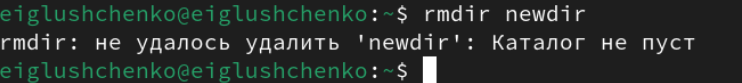 eiglushchenko@eiglushchenko:~$ rmdir newdir
rmdir: не удалось удалить 'newdir': Каталог не пуст
eiglushchenko@eiglushchenko:~$